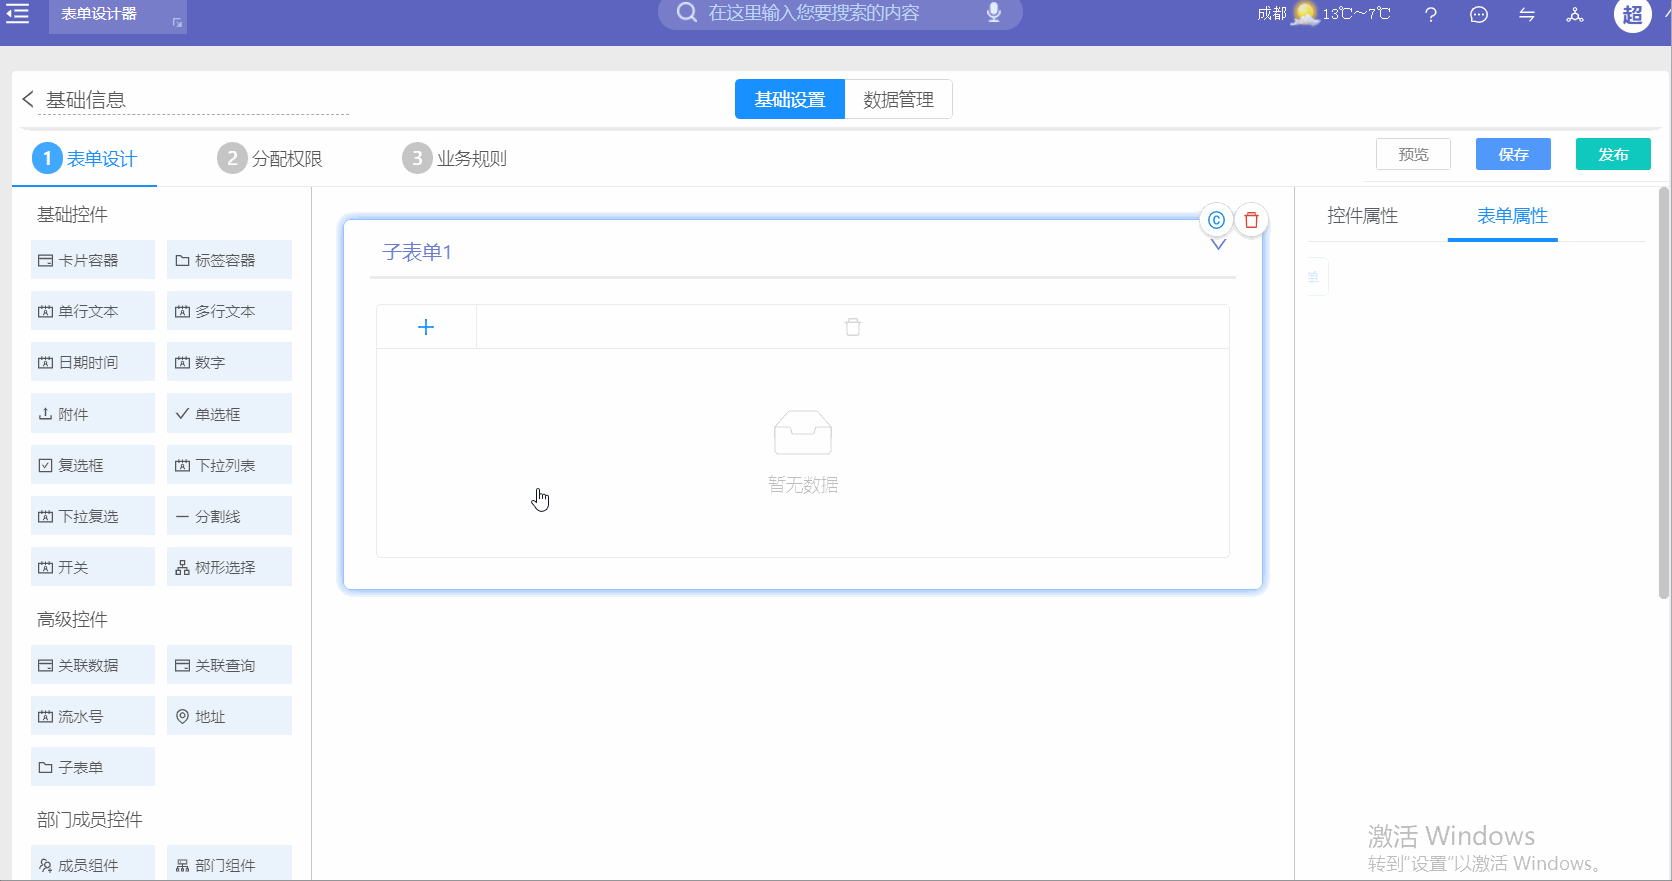 表单设计器
在这里输入您要搜索的内容
成都 13℃～7℃
超
基础信息
基础设置 数据管理
1 表单设计 2 分配权限 3 业务规则
预览 保存 发布
基础控件
卡片容器 标签容器
单行文本 多行文本
日期时间 数字
附件 单选框
复选框 下拉列表
下拉复选 分割线
开关 树形选择
高级控件
关联数据 关联查询
流水号 地址
子表单
部门成员控件
成员组件 部门组件
子表单1
暂无数据
控件属性 表单属性
激活 Windows
转到"设置"以激活 Windows。